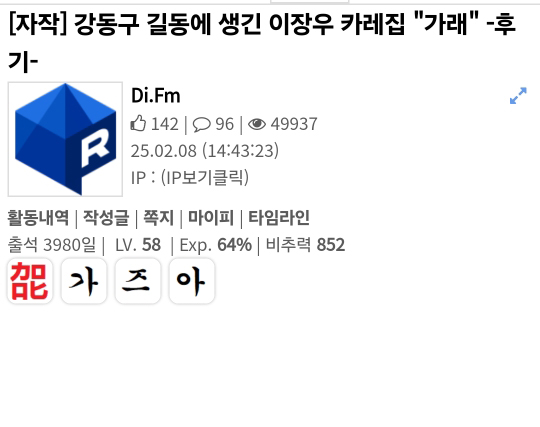 [자작] 강동구 길동에 생긴 이장우 카레집 "가래" -후
기-
R
Di.Fm
142 | 96 | 49937
25.02.08 (14:43:23)
IP : (IP보기클릭)
활동내역 | 작성글 | 쪽지 | 마이피 | 타임라인
출석 3980일 | LV. 58 | Exp. 64% | 비추력 852
가 즈 아